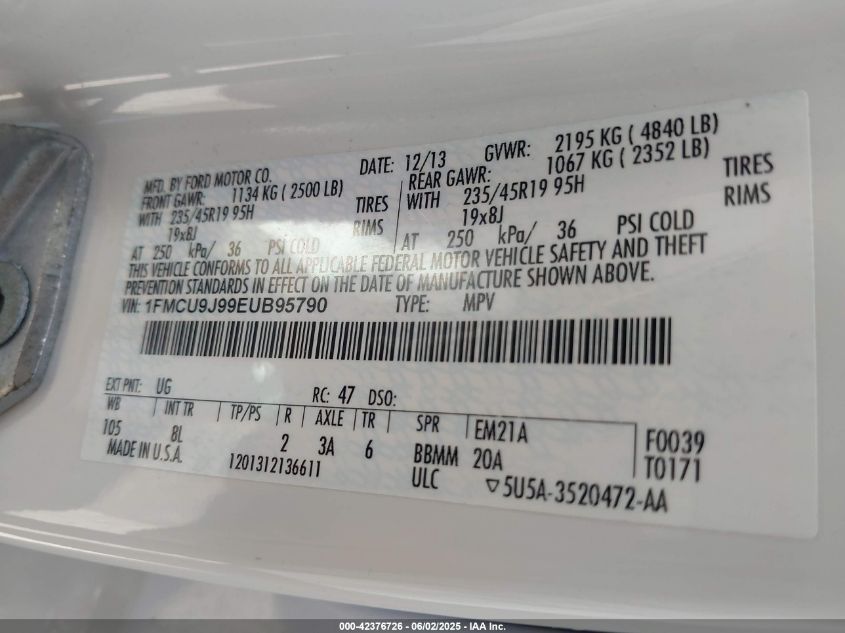 MFD. BY FORD MOTOR CO. DATE: 12/13 GVWR: 2195 KG ( 4840 LB)
FRONT GAWR: 1134 KG ( 2500 LB) REAR GAWR: 1067 KG ( 2352 LB)
WITH 235/45R19 95H TIRES WITH 235/45R19 95H TIRES
19x8J RIMS 19x8J RIMS
AT 250 kPa/ 36 PSI COLD AT 250 kPa/ 36 PSI COLD
THIS VEHICLE CONFORMS TO ALL APPLICABLE FEDERAL MOTOR VEHICLE SAFETY AND THEFT
PREVENTION STANDARDS IN EFFECT ON THE DATE OF MANUFACTURE SHOWN ABOVE.
VIN: 1FMCU9J99EUB95790 TYPE: MPV
EXT PNT: UG RC: 47 DSO:
WB INT TR TP/PS R AXLE TR SPR EM21A F0039
105 8L 2 3A 6 BBMM 20A T0171
MADE IN U.S.A. 1201312136611 ULC ▽5U5A-3520472-AA
000-42376726 - 06/02/2025 - IAA Inc.